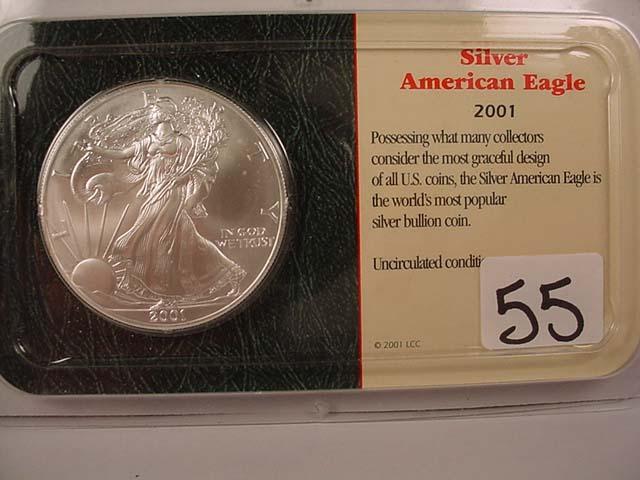 LIBERTY
IN GOD
WE TRUST
2001
Silver
American Eagle
2001
Possessing what many collectors
consider the most graceful design
of all U.S. coins, the Silver American Eagle is
the world's most popular
silver bullion coin.
Uncirculated
55
© 2001 LCC